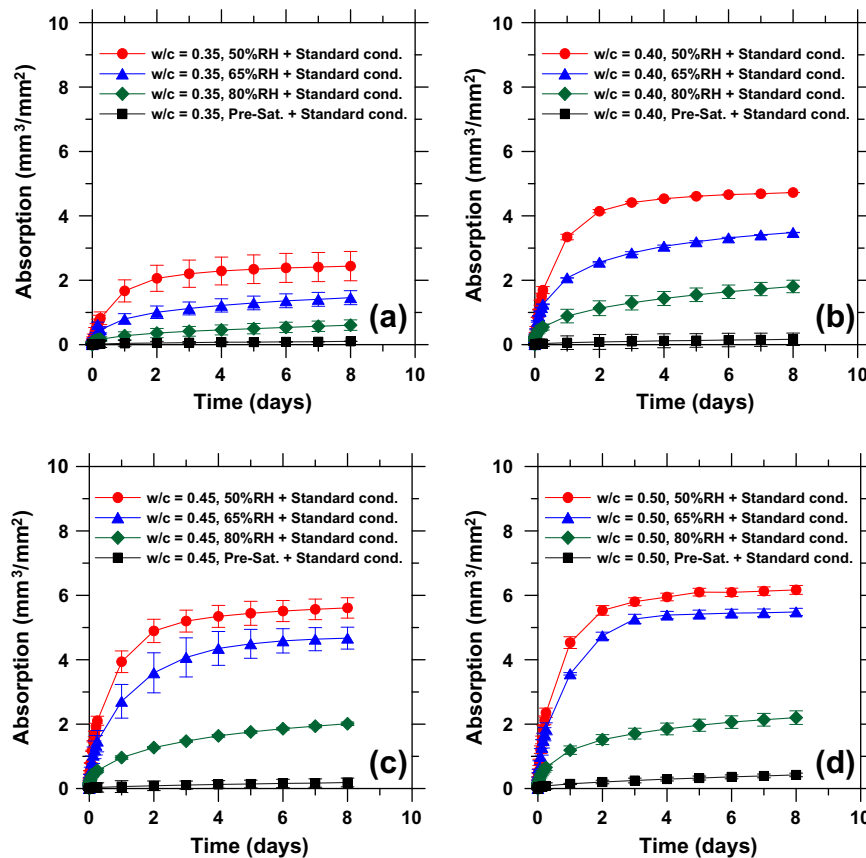 10
8
6
4
2
0
Absorption (mm³/mm²)
w/c = 0.35, 50%RH + Standard cond.
w/c = 0.35, 65%RH + Standard cond.
w/c = 0.35, 80%RH + Standard cond.
w/c = 0.35, Pre-Sat. + Standard cond.
(a)
0 2 4 6 8 10
Time (days)
10
8
6
4
2
0
Absorption (mm³/mm²)
w/c = 0.40, 50%RH + Standard cond.
w/c = 0.40, 65%RH + Standard cond.
w/c = 0.40, 80%RH + Standard cond.
w/c = 0.40, Pre-Sat. + Standard cond.
(b)
0 2 4 6 8 10
Time (days)
10
8
6
4
2
0
Absorption (mm³/mm²)
w/c = 0.45, 50%RH + Standard cond.
w/c = 0.45, 65%RH + Standard cond.
w/c = 0.45, 80%RH + Standard cond.
w/c = 0.45, Pre-Sat. + Standard cond.
(c)
0 2 4 6 8 10
Time (days)
10
8
6
4
2
0
Absorption (mm³/mm²)
w/c = 0.50, 50%RH + Standard cond.
w/c = 0.50, 65%RH + Standard cond.
w/c = 0.50, 80%RH + Standard cond.
w/c = 0.50, Pre-Sat. + Standard cond.
(d)
0 2 4 6 8 10
Time (days)